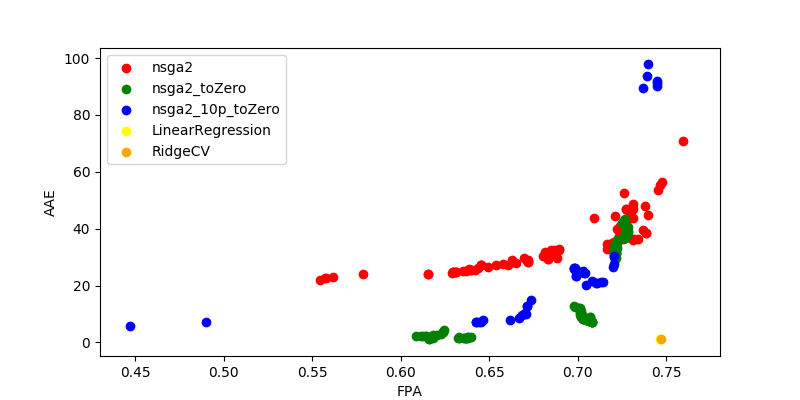 nsga2
nsga2_toZero
nsga2_10p_toZero
LinearRegression
RidgeCV
100
80
60
40
20
0
AAE
0.45 0.50 0.55 0.60 0.65 0.70 0.75
FPA